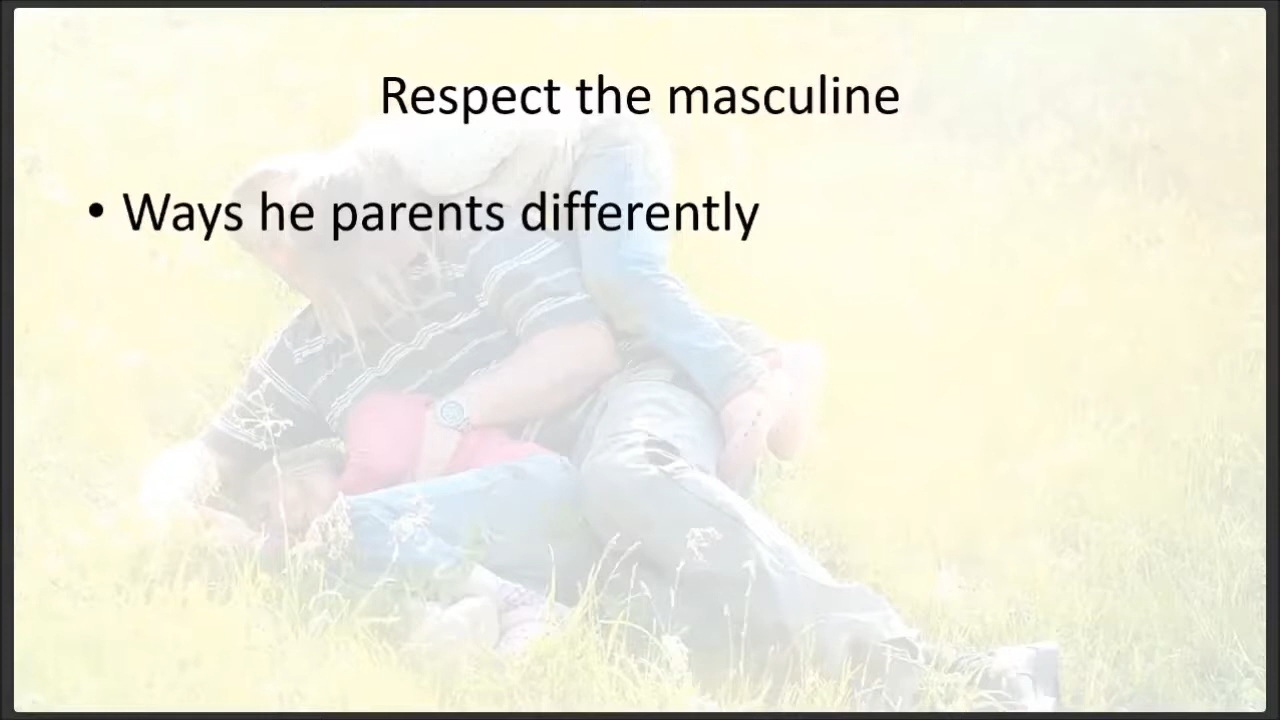 Respect the masculine
• Ways he parents differently